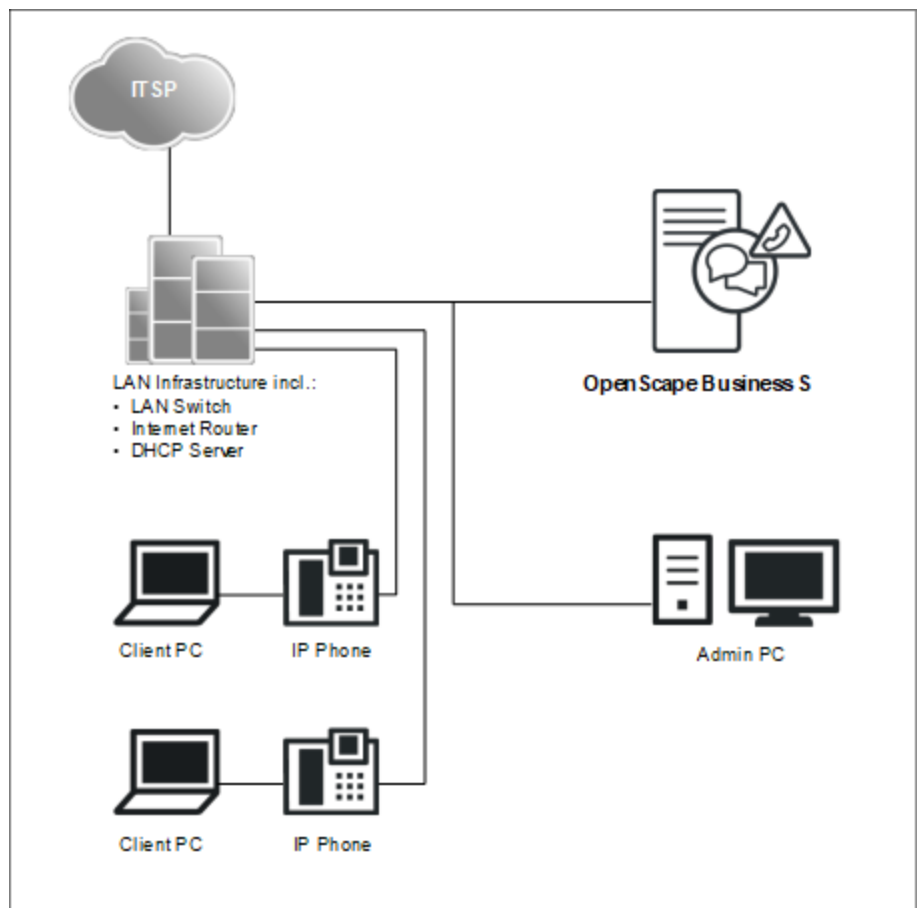 ITSP
OpenScape Business S
LAN Infrastructure incl.:
• LAN Switch
• Internet Router
• DHCP Server
Client PC
IP Phone
Admin PC
Client PC
IP Phone